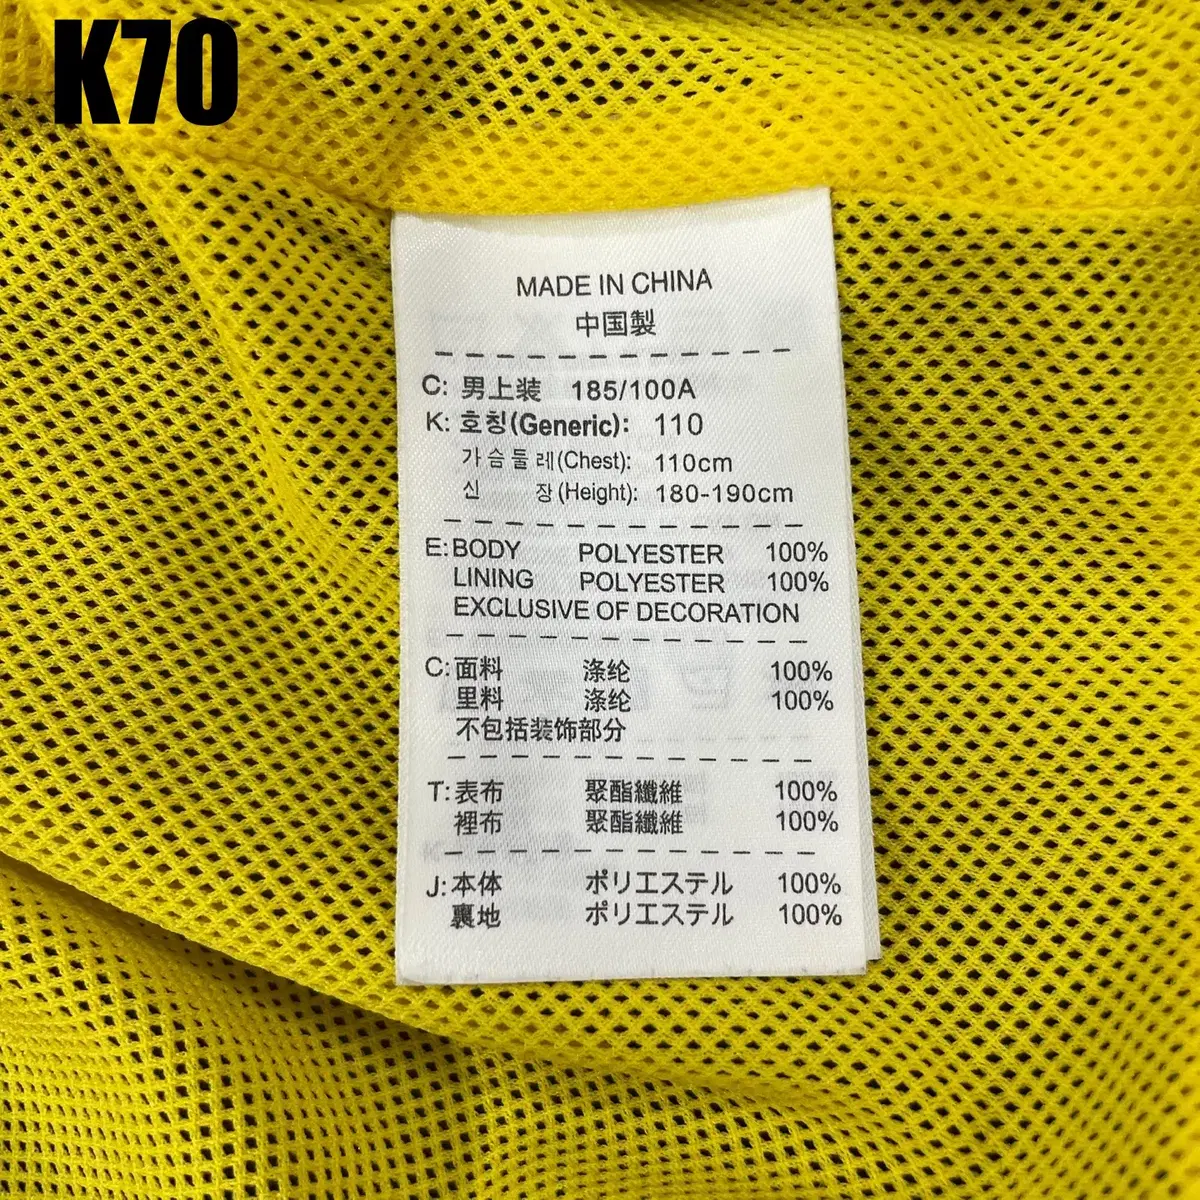 K70
MADE IN CHINA
中国製
C: 男上装 185/100A
K: 호칭(Generic): 110
가슴둘레(Chest): 110cm
신 장(Height): 180-190cm
E: BODY POLYESTER 100%
LINING POLYESTER 100%
EXCLUSIVE OF DECORATION
C: 面料 涤纶 100%
里料 涤纶 100%
不包括装饰部分
T: 表布 聚酯纖維 100%
裡布 聚酯纖維 100%
J: 本体 ポリエステル 100%
裏地 ポリエステル 100%